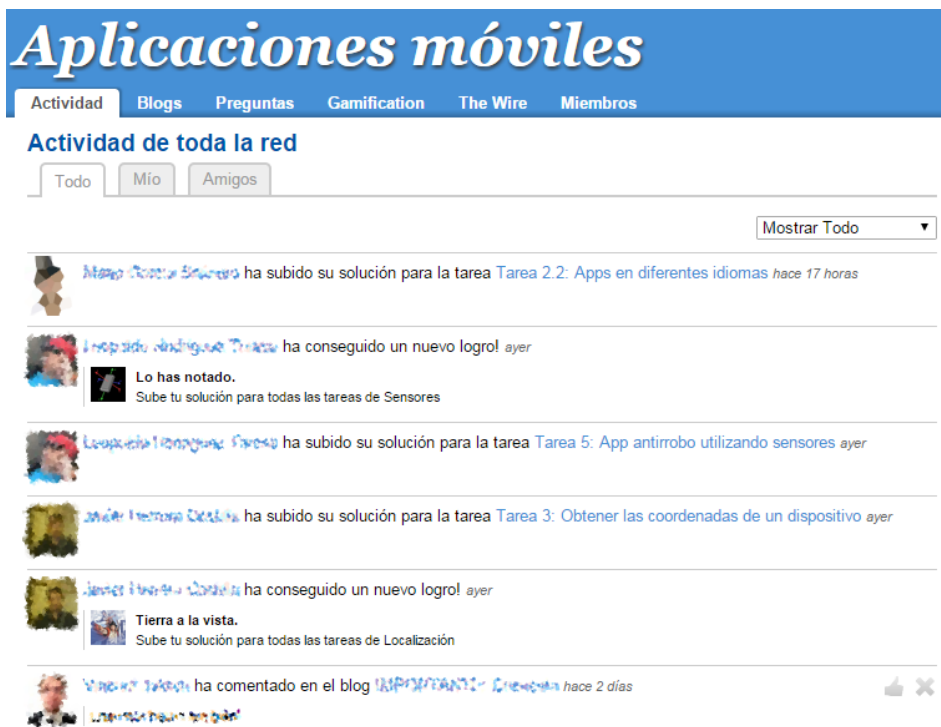 Aplicaciones móviles
Actividad Blogs Preguntas Gamification The Wire Miembros
Actividad de toda la red
Todo Mío Amigos
Mostrar Todo
ha subido su solución para la tarea Tarea 2.2: Apps en diferentes idiomas hace 17 horas
ha conseguido un nuevo logro! ayer
Lo has notado.
Sube tu solución para todas las tareas de Sensores
ha subido su solución para la tarea Tarea 5: App antirrobo utilizando sensores ayer
ha subido su solución para la tarea Tarea 3: Obtener las coordenadas de un dispositivo ayer
ha conseguido un nuevo logro! ayer
Tierra a la vista.
Sube tu solución para todas las tareas de Localización
ha comentado en el blog hace 2 días